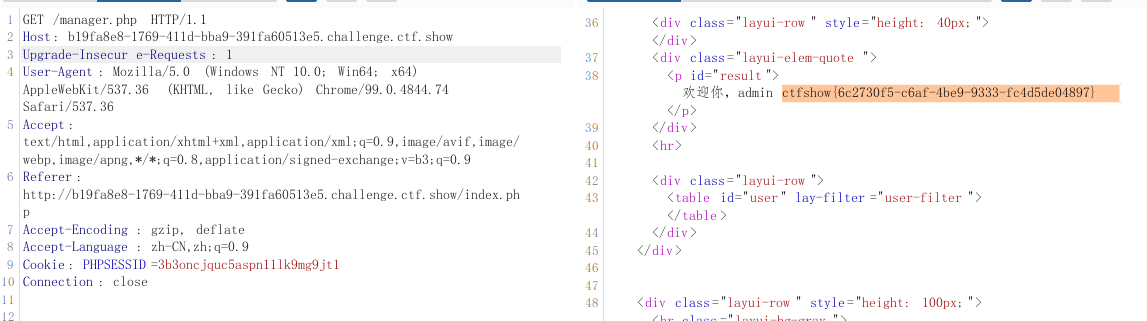 1 GET /manager.php HTTP/1.1
2 Host: b19fa8e8-1769-411d-bba9-391fa60513e5.challenge.ctf.show
3 Upgrade-Insecur e-Requests : 1
4 User-Agent : Mozilla/5.0 (Windows NT 10.0; Win64; x64)
AppleWebKit/537.36 (KHTML, like Gecko) Chrome/99.0.4844.74
Safari/537.36
5 Accept :
text/html,application/xhtml+xml,application/xml;q=0.9,image/avif,image/
webp,image/apng,*/*;q=0.8,application/signed-exchange;v=b3;q=0.9
6 Referer :
http://b19fa8e8-1769-411d-bba9-391fa60513e5.challenge.ctf.show/index.ph
p
7 Accept-Encoding : gzip, deflate
8 Accept-Language : zh-CN,zh;q=0.9
9 Cookie : PHPSESSID =3b3oncjquc5aspn11lk9mg9jt1
10 Connection : close
11
12
36 <div class="layui-row " style="height: 40px; ">
</div>
37 <div class="layui-elem-quote ">
38 <p id="result ">
欢迎你，admin ctfshow{6c2730f5-c6af-4be9-9333-fc4d5de04897}
</p>
39 </div>
40 <hr>
41
42 <div class="layui-row ">
43 <table id="user" lay-filter ="user-filter ">
</table >
44 </div>
45 </div>
46
47
48 <div class="layui-row " style="height: 100px; ">